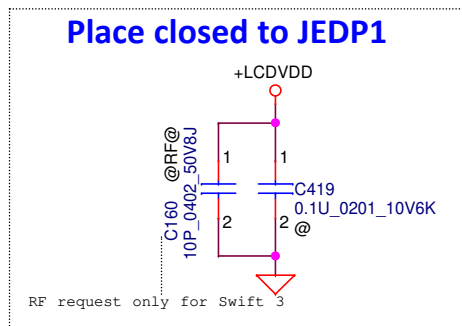 Place closed to JEDP1
+LCDVDD
@RF@
C160
10P_0402_50V8J
1
2
1
2
C419
0.1U_0201_10V6K
@
RF request only for Swift 3